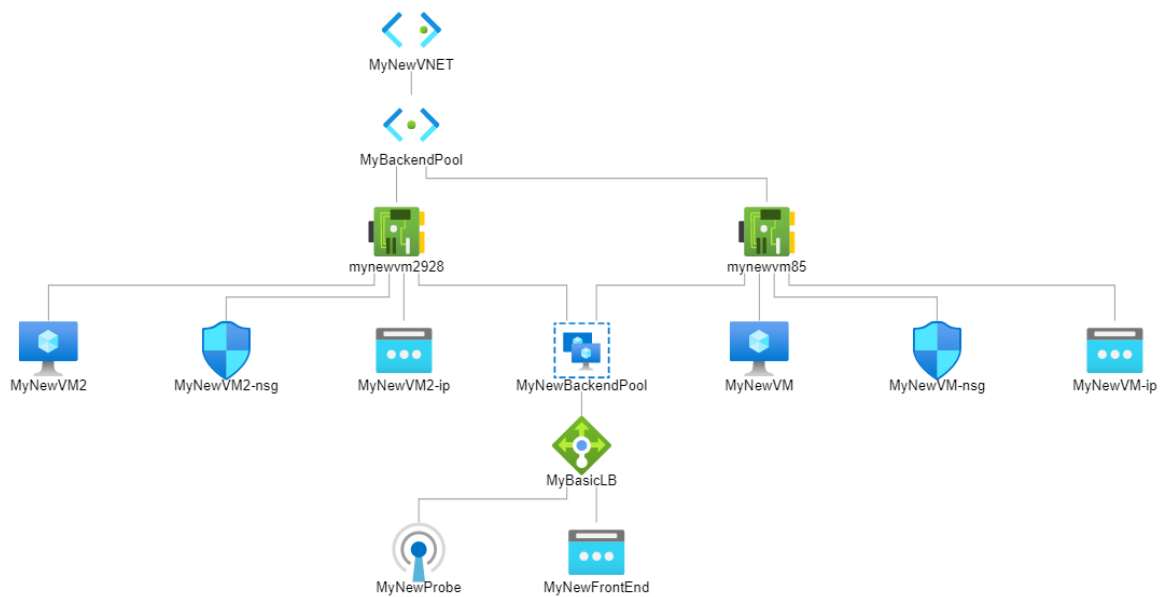 MyNewVNET
MyBackendPool
mynewvm2928
mynewvm85
MyNewVM2
MyNewVM2-nsg
MyNewVM2-ip
MyNewBackendPool
MyNewVM
MyNewVM-nsg
MyNewVM-ip
MyBasicLB
MyNewProbe
MyNewFrontEnd